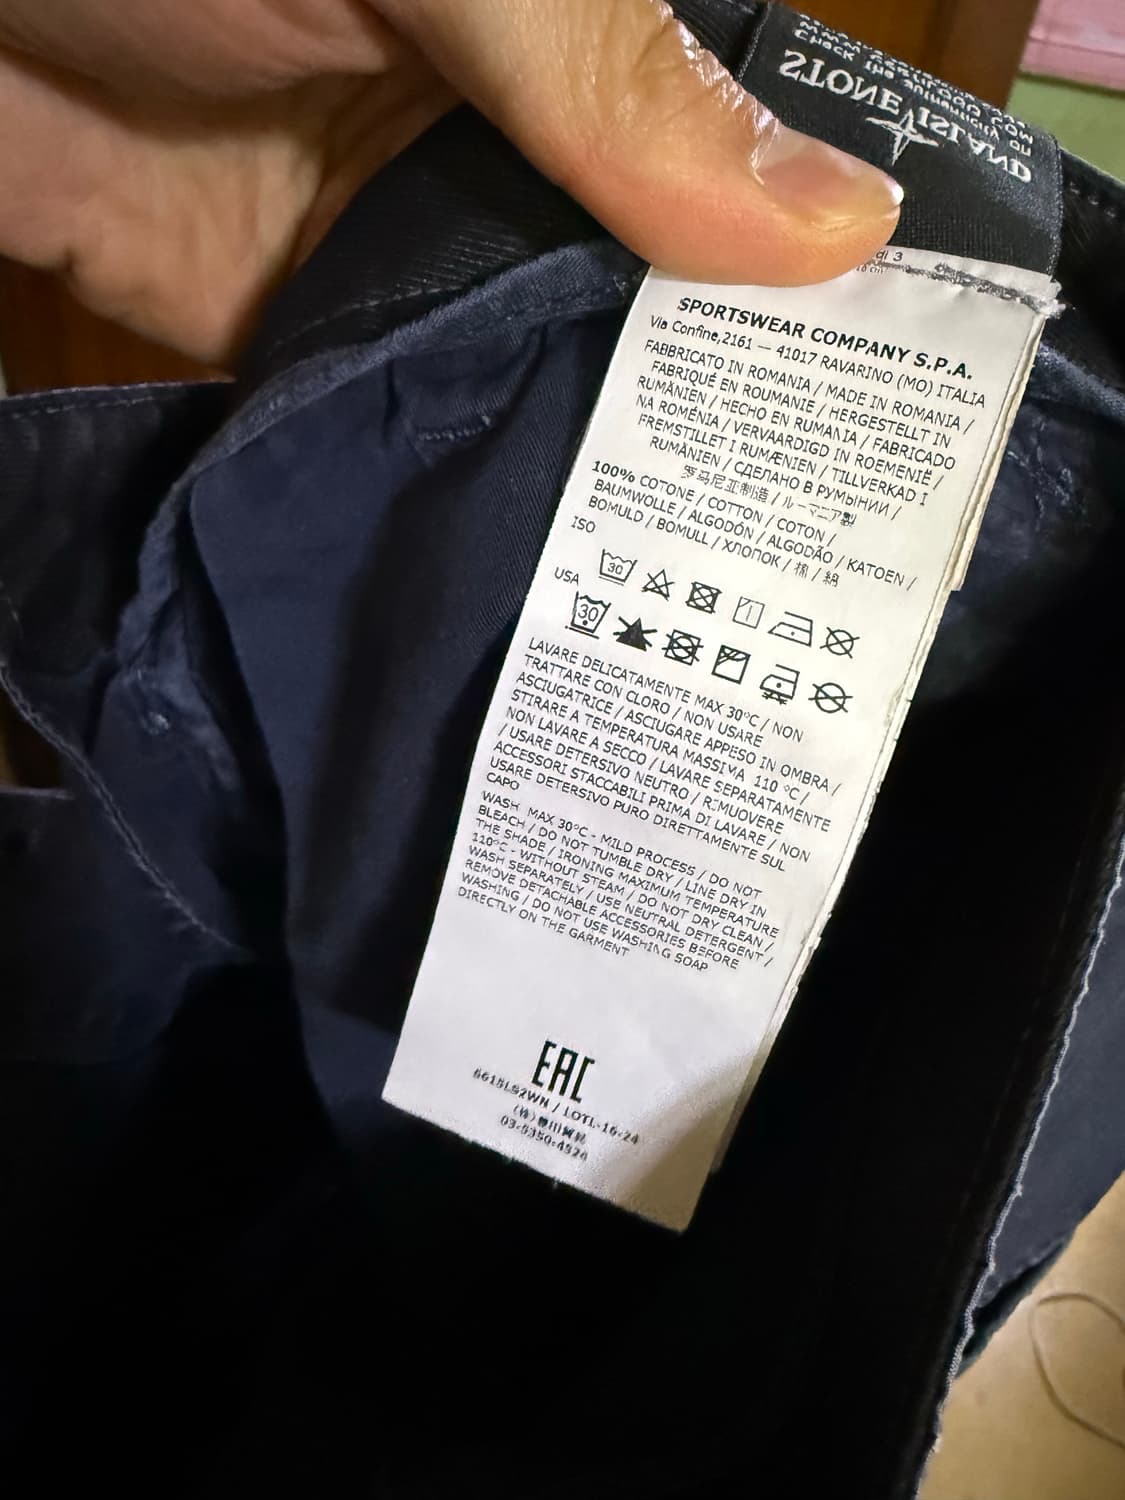 STONE ISLAND
Check the authenticity on
SPORTSWEAR COMPANY S.P.A.
Via Confine,2161 — 41017 RAVARINO (MO) ITALIA
FABBRICATO IN ROMANIA / MADE IN ROMANIA /
FABRIQUÉ EN ROUMANIE / HERGESTELLT IN
RUMÄNIEN / HECHO EN RUMANIA / FABRICADO
NA ROMÉNIA / VERVAARDIGD IN ROEMENIË /
FREMSTILLET I RUMÆNIEN / TILLVERKAD I
RUMÄNIEN / СДЕЛАНО В РУМЫНИИ /
罗马尼亚制造 / ルーマニア製
100% COTONE / COTTON / COTON /
BAUMWOLLE / ALGODÓN / ALGODÃO / KATOEN /
BOMULD / BOMULL / ХЛОПОК / 棉 / 綿
ISO
30
USA
30
LAVARE DELICATAMENTE MAX 30°C / NON
TRATTARE CON CLORO / NON USARE
ASCIUGATRICE / ASCIUGARE APPESO IN OMBRA /
STIRARE A TEMPERATURA MASSIMA 110 °C /
NON LAVARE A SECCO / LAVARE SEPARATAMENTE
/ USARE DETERSIVO NEUTRO / RIMUOVERE
ACCESSORI STACCABILI PRIMA DI LAVARE / NON
USARE DETERSIVO PURO DIRETTAMENTE SUL
CAPO
WASH MAX 30°C - MILD PROCESS / DO NOT
BLEACH / DO NOT TUMBLE DRY / LINE DRY IN
THE SHADE / IRONING MAXIMUM TEMPERATURE
110°C - WITHOUT STEAM / DO NOT DRY CLEAN /
WASH SEPARATELY / USE NEUTRAL DETERGENT /
REMOVE DETACHABLE ACCESSORIES BEFORE
WASHING / DO NOT USE WASHING SOAP
DIRECTLY ON THE GARMENT
EAC
/ LOTL-16-24